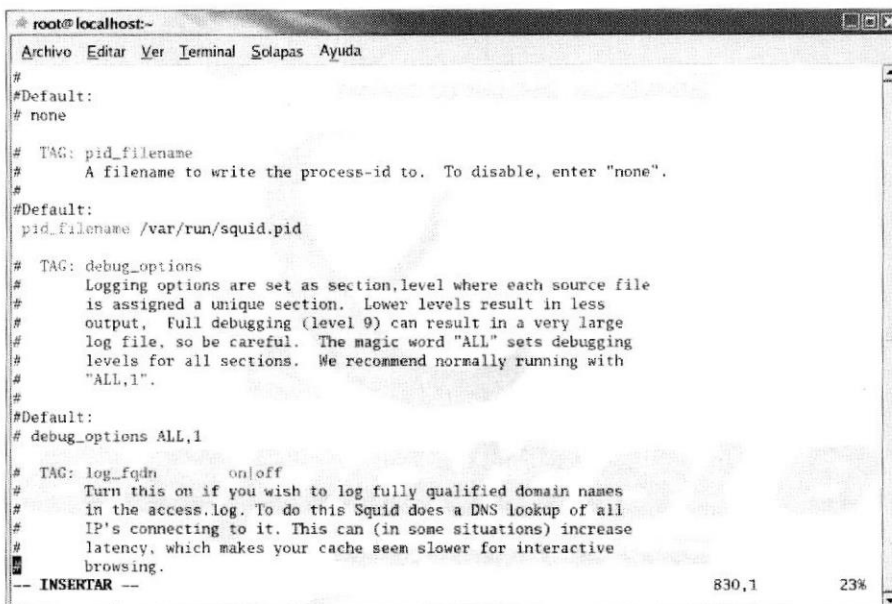 root@localhost:~
Archivo Editar Ver Terminal Solapas Ayuda
#
#Default:
# none
# TAG: pid_filename
# A filename to write the process-id to. To disable, enter "none".
#
#Default:
pid_filename /var/run/squid.pid
# TAG: debug_options
# Logging options are set as section,level where each source file
# is assigned a unique section. Lower levels result in less
# output, Full debugging (level 9) can result in a very large
# log file, so be careful. The magic word "ALL" sets debugging
# levels for all sections. We recommend normally running with
# "ALL,1".
#
#Default:
# debug_options ALL,1
# TAG: log_fqdn on|off
# Turn this on if you wish to log fully qualified domain names
# in the access.log. To do this Squid does a DNS lookup of all
# IP's connecting to it. This can (in some situations) increase
# latency, which makes your cache seem slower for interactive
# browsing.
-- INSERTAR -- 830,1 23%